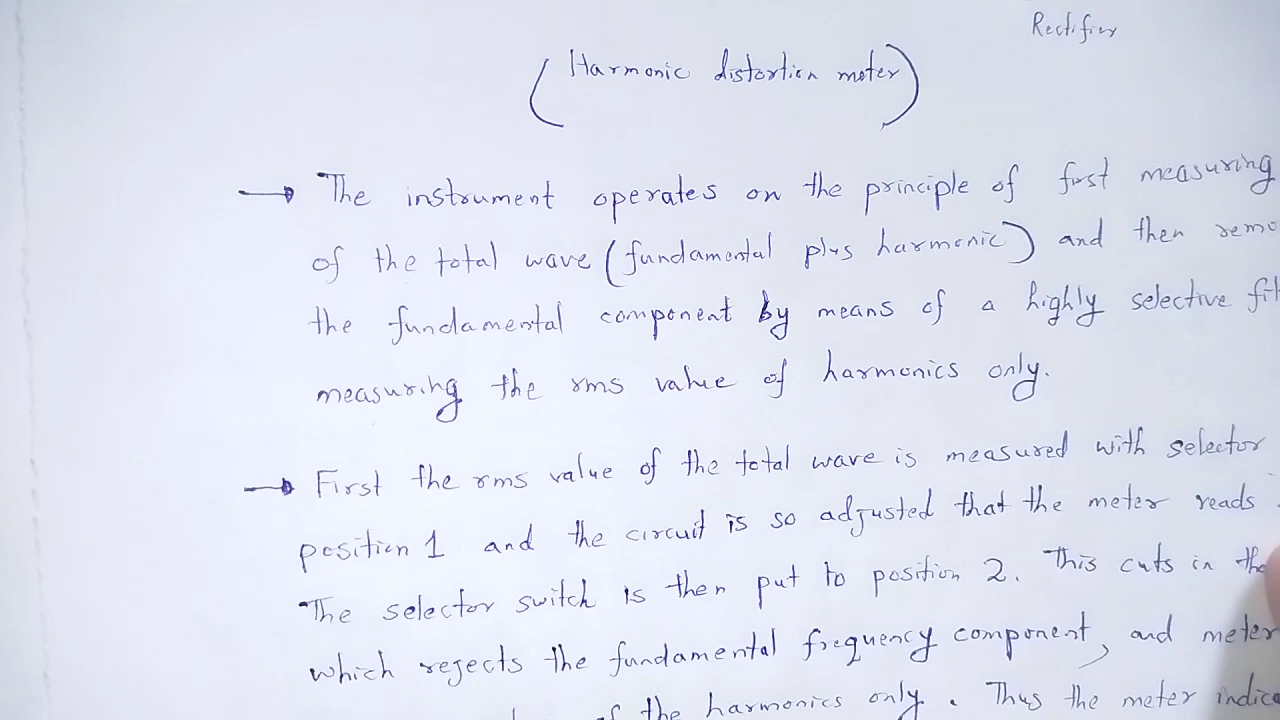 Rectifier
(Harmonic distortion meter)
→ The instrument operates on the principle of first measuring
of the total wave (fundamental plus harmonic) and then remo
the fundamental component by means of a highly selective fil
measuring the rms value of harmonics only.
→ First the rms value of the total wave is measured with selector
position 1 and the circuit is so adjusted that the meter reads
The selector switch is then put to position 2. This cuts in the
which rejects the fundamental frequency component, and meter
of the harmonics only. Thus the meter indica